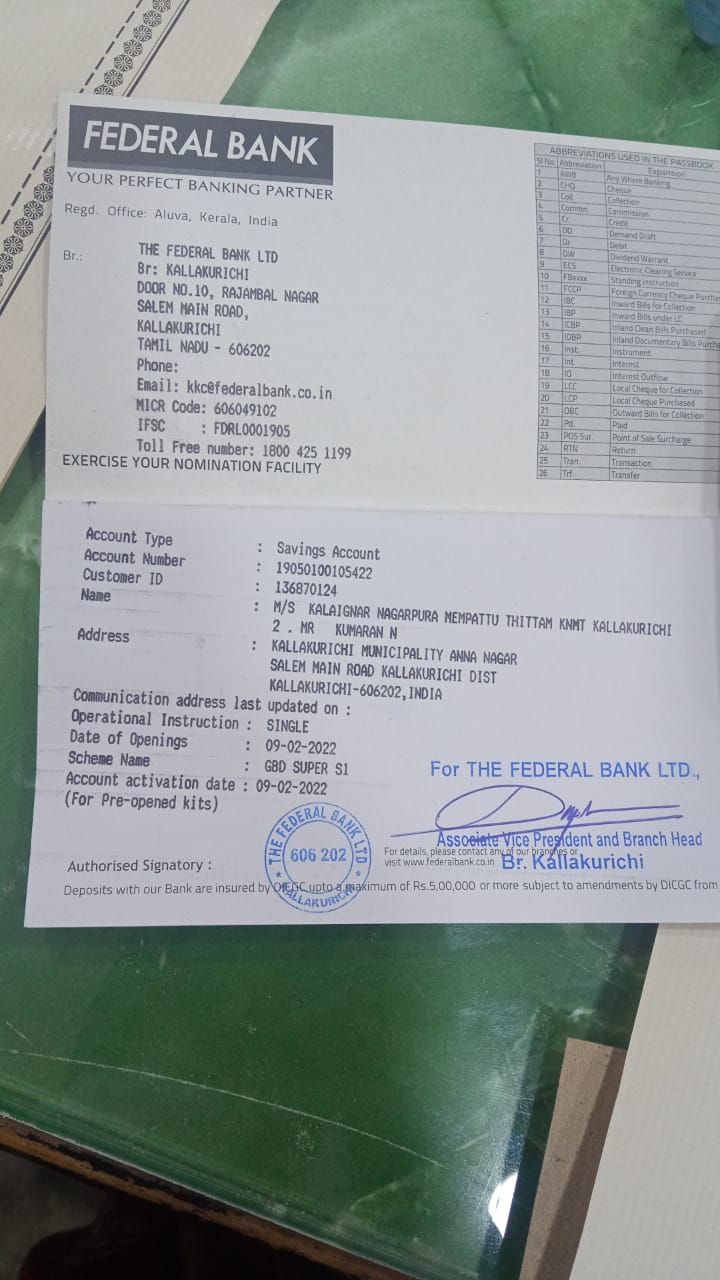 FEDERAL BANK
YOUR PERFECT BANKING PARTNER
Regd. Office: Aluva, Kerala, India
Br.: THE FEDERAL BANK LTD
Br: KALLAKURICHI
DOOR NO.10, RAJAMBAL NAGAR
SALEM MAIN ROAD,
KALLAKURICHI
TAMIL NADU - 606202
Phone:
Email: kkc@federalbank.co.in
MICR Code: 606049102
IFSC : FDRL0001905
Toll Free number: 1800 425 1199
EXERCISE YOUR NOMINATION FACILITY
ABBREVIATIONS USED IN THE PASSBOOK
Sl No. Abbreviation Expansion
1 AWB Any Where Banking
2 CHQ Cheque
3 Coll. Collection
4 Commn. Commission
5 Cr. Credit
6 DD Demand Draft
7 Dr. Debit
8 DW Dividend Warrant
9 ECS Electronic Clearing Service
10 FBxxxx Standing Instruction
11 FCCP Foreign Currency Cheque Purcha
12 IBC Inward Bills for Collection
13 IBP Inward Bills under LC
14 ICBP Inland Clean Bills Purchased
15 IDBP Inland Documentary Bills Purcha
16 Inst. Instrument
17 Int. Interest
18 IO Interest Outflow
19 LCC Local Cheque for Collection
20 LCP Local Cheque Purchased
21 OBC Outward Bills for Collection
22 Pd. Paid
23 POS Sur. Point of Sale Surcharge
24 RTN Return
25 Tran. Transaction
26 Trf. Transfer
Account Type : Savings Account
Account Number : 19050100105422
Customer ID : 136870124
Name : M/S KALAIGNAR NAGARPURA MEMPATTU THITTAM KNMT KALLAKURICHI
2 . MR KUMARAN N
Address : KALLAKURICHI MUNICIPALITY ANNA NAGAR
SALEM MAIN ROAD KALLAKURICHI DIST
KALLAKURICHI-606202,INDIA
Communication address last updated on :
Operational Instruction : SINGLE
Date of Openings : 09-02-2022
Scheme Name : GBD SUPER S1
Account activation date : 09-02-2022
(For Pre-opened kits)
For THE FEDERAL BANK LTD.,
Associate Vice President and Branch Head
Br. Kallakurichi
THE FEDERAL BANK LTD
606 202
KALLAKURICHI
For details, please contact any of our branches or
visit www.federalbank.co.in
Authorised Signatory :
Deposits with our Bank are insured by DICGC upto a maximum of Rs.5,00,000 or more subject to amendments by DICGC from